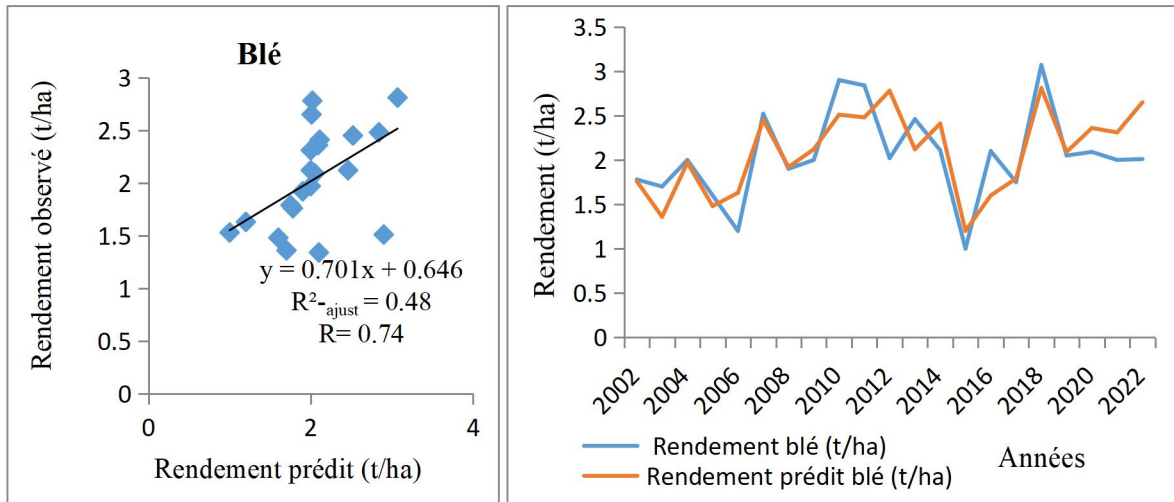 Blé
Rendement observé (t/ha)
3
2.5
2
1.5
1
0.5
0
y = 0.701x + 0.646
R²-ajust = 0.48
R= 0.74
0 2 4
Rendement prédit (t/ha)
Rendement (t/ha)
3.5
3
2.5
2
1.5
1
0.5
0
2002 2004 2006 2008 2010 2012 2014 2016 2018 2020 2022
Rendement blé (t/ha)
Rendement prédit blé (t/ha)
Années